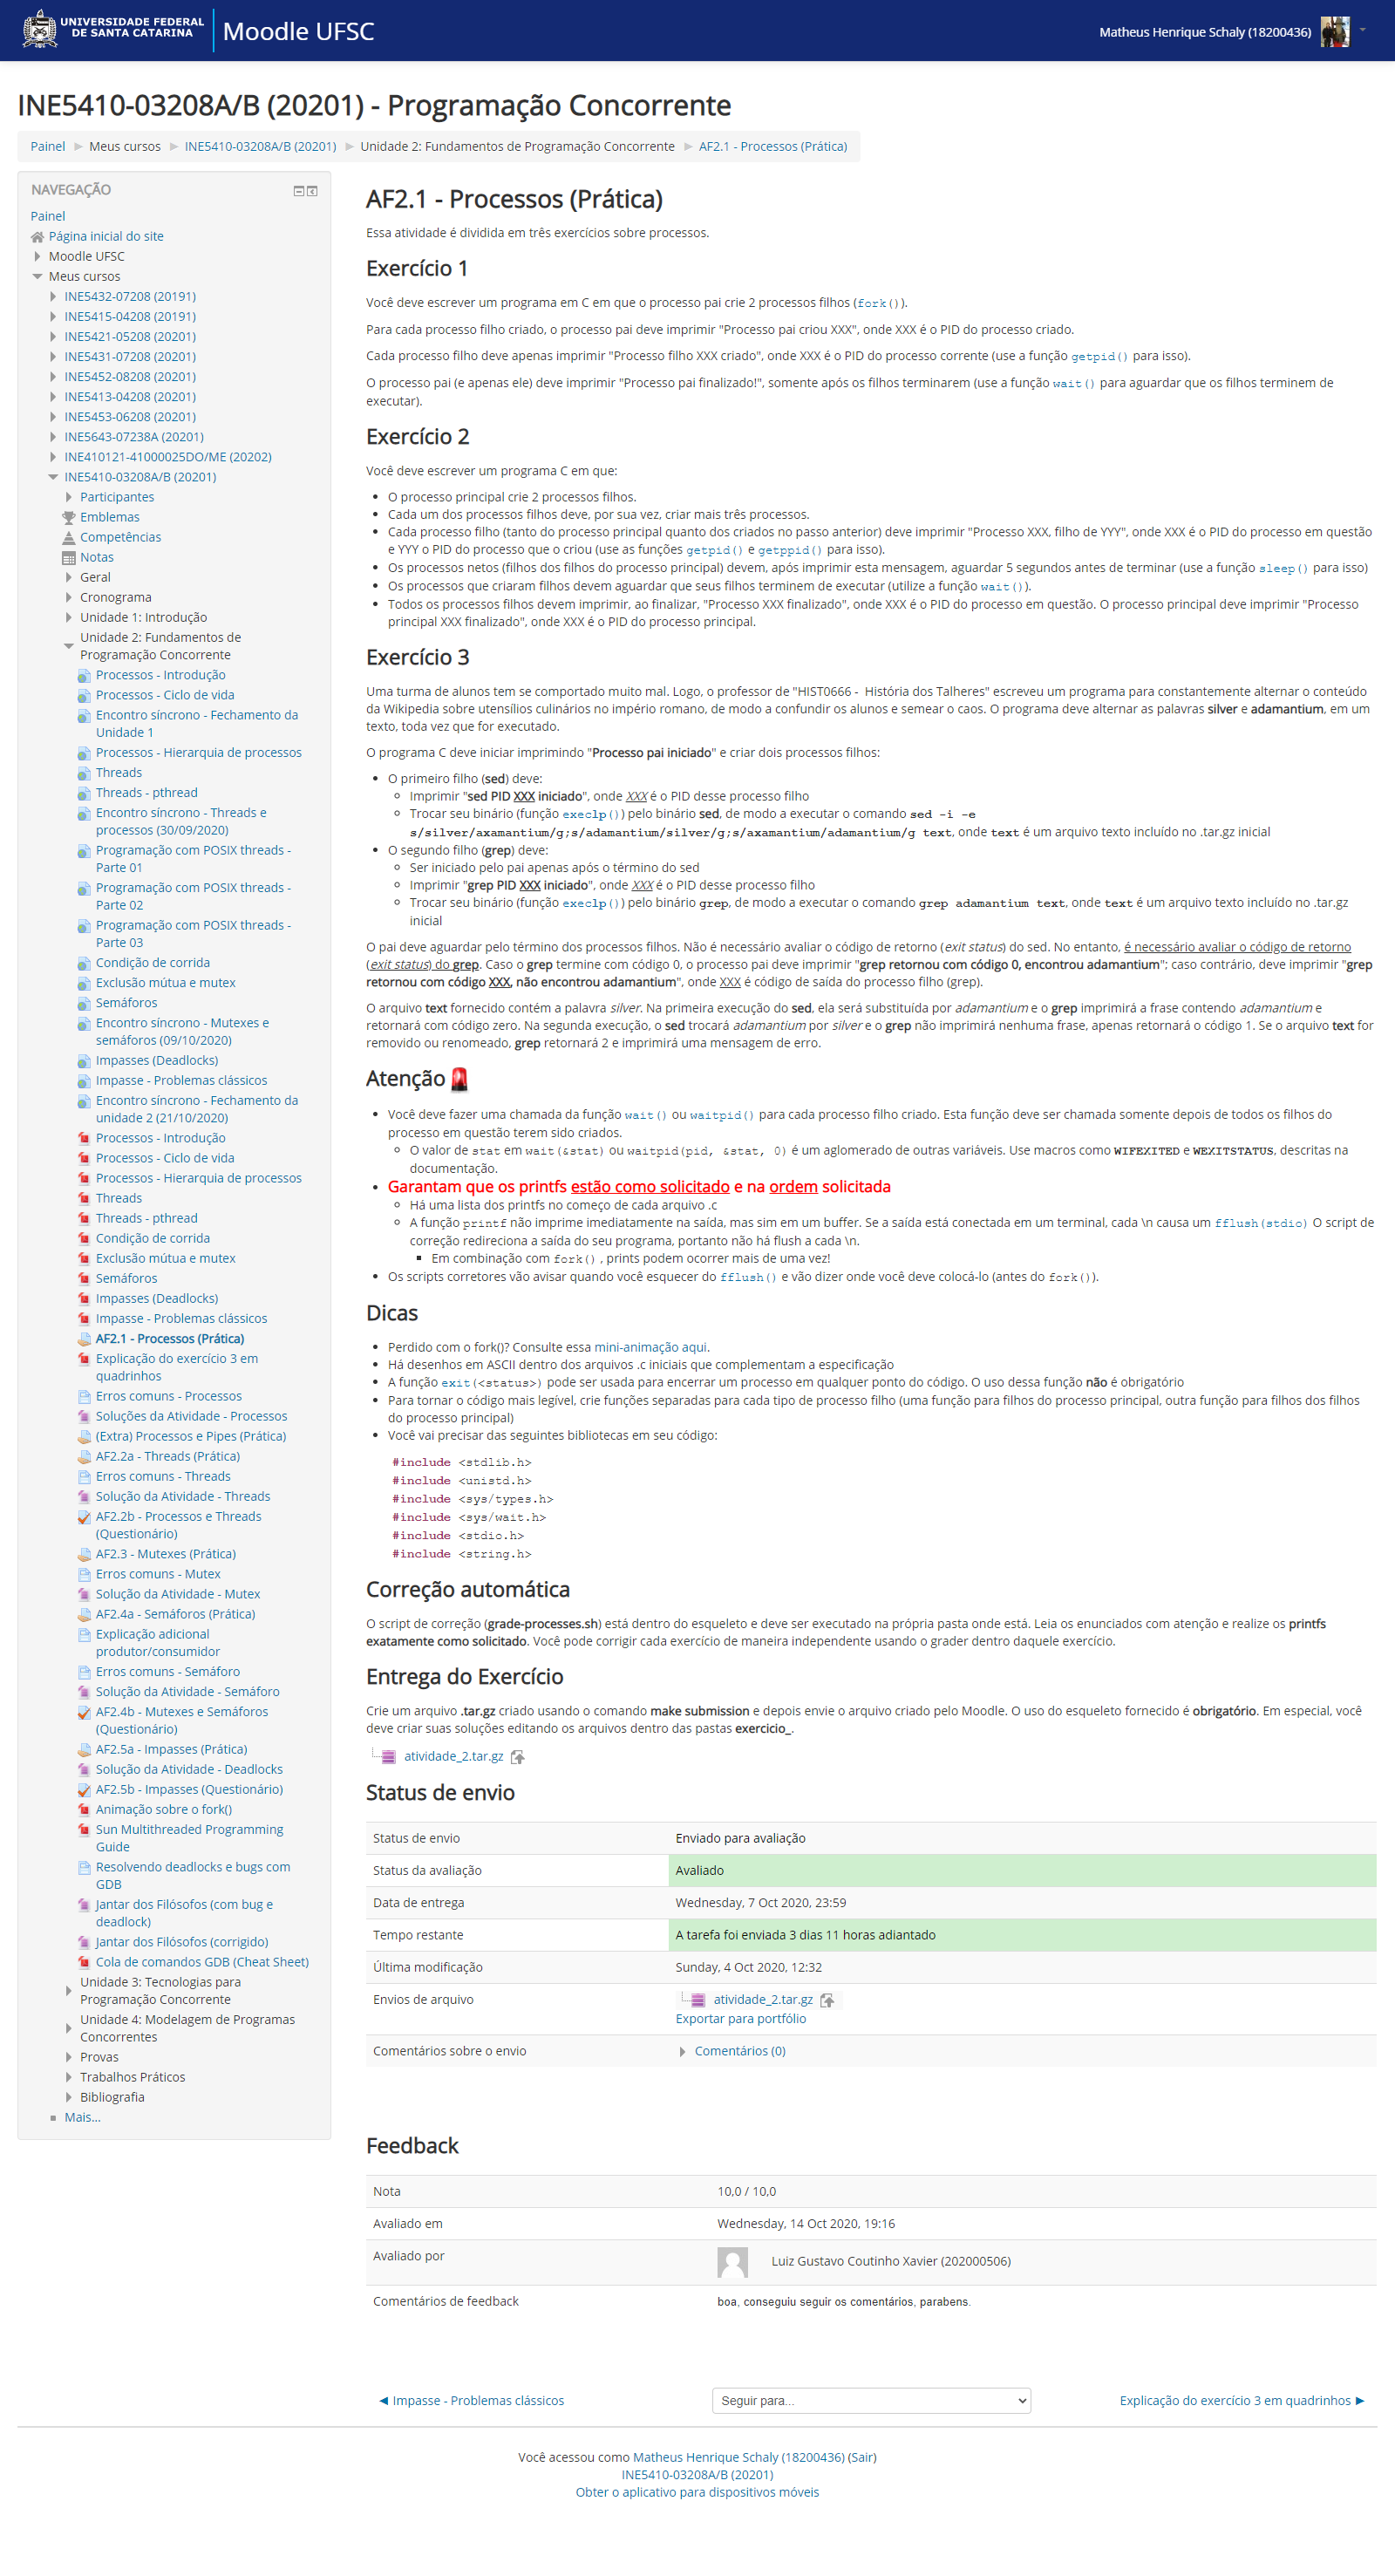 UNIVERSIDADE FEDERAL
DE SANTA CATARINA
Moodle UFSC
Matheus Henrique Schaly (18200436)
INE5410-03208A/B (20201) - Programação Concorrente
Painel ► Meus cursos ► INE5410-03208A/B (20201) ► Unidade 2: Fundamentos de Programação Concorrente ► AF2.1 - Processos (Prática)
NAVEGAÇÃO
Painel
Página inicial do site
Moodle UFSC
Meus cursos
INE5432-07208 (20191)
INE5415-04208 (20191)
INE5421-05208 (20201)
INE5431-07208 (20201)
INE5452-08208 (20201)
INE5413-04208 (20201)
INE5453-06208 (20201)
INE5643-07238A (20201)
INE410121-41000025DO/ME (20202)
INE5410-03208A/B (20201)
Participantes
Emblemas
Competências
Notas
Geral
Cronograma
Unidade 1: Introdução
Unidade 2: Fundamentos de
Programação Concorrente
Processos - Introdução
Processos - Ciclo de vida
Encontro síncrono - Fechamento da
Unidade 1
Processos - Hierarquia de processos
Threads
Threads - pthread
Encontro síncrono - Threads e
processos (30/09/2020)
Programação com POSIX threads -
Parte 01
Programação com POSIX threads -
Parte 02
Programação com POSIX threads -
Parte 03
Condição de corrida
Exclusão mútua e mutex
Semáforos
Encontro síncrono - Mutexes e
semáforos (09/10/2020)
Impasses (Deadlocks)
Impasse - Problemas clássicos
Encontro síncrono - Fechamento da
unidade 2 (21/10/2020)
Processos - Introdução
Processos - Ciclo de vida
Processos - Hierarquia de processos
Threads
Threads - pthread
Condição de corrida
Exclusão mútua e mutex
Semáforos
Impasses (Deadlocks)
Impasse - Problemas clássicos
AF2.1 - Processos (Prática)
Explicação do exercício 3 em
quadrinhos
Erros comuns - Processos
Soluções da Atividade - Processos
(Extra) Processos e Pipes (Prática)
AF2.2a - Threads (Prática)
Erros comuns - Threads
Solução da Atividade - Threads
AF2.2b - Processos e Threads
(Questionário)
AF2.3 - Mutexes (Prática)
Erros comuns - Mutex
Solução da Atividade - Mutex
AF2.4a - Semáforos (Prática)
Explicação adicional
produtor/consumidor
Erros comuns - Semáforo
Solução da Atividade - Semáforo
AF2.4b - Mutexes e Semáforos
(Questionário)
AF2.5a - Impasses (Prática)
Solução da Atividade - Deadlocks
AF2.5b - Impasses (Questionário)
Animação sobre o fork()
Sun Multithreaded Programming
Guide
Resolvendo deadlocks e bugs com
GDB
Jantar dos Filósofos (com bug e
deadlock)
Jantar dos Filósofos (corrigido)
Cola de comandos GDB (Cheat Sheet)
Unidade 3: Tecnologias para
Programação Concorrente
Unidade 4: Modelagem de Programas
Concorrentes
Provas
Trabalhos Práticos
Bibliografia
Mais...
AF2.1 - Processos (Prática)
Essa atividade é dividida em três exercícios sobre processos.
Exercício 1
Você deve escrever um programa em C em que o processo pai crie 2 processos filhos (fork()).
Para cada processo filho criado, o processo pai deve imprimir "Processo pai criou XXX", onde XXX é o PID do processo criado.
Cada processo filho deve apenas imprimir "Processo filho XXX criado", onde XXX é o PID do processo corrente (use a função getpid() para isso).
O processo pai (e apenas ele) deve imprimir "Processo pai finalizado!", somente após os filhos terminarem (use a função wait() para aguardar que os filhos terminem de
executar).
Exercício 2
Você deve escrever um programa C em que:
• O processo principal crie 2 processos filhos.
• Cada um dos processos filhos deve, por sua vez, criar mais três processos.
• Cada processo filho (tanto do processo principal quanto dos criados no passo anterior) deve imprimir "Processo XXX, filho de YYY", onde XXX é o PID do processo em questão
e YYY o PID do processo que o criou (use as funções getpid() e getppid() para isso).
• Os processos netos (filhos dos filhos do processo principal) devem, após imprimir esta mensagem, aguardar 5 segundos antes de terminar (use a função sleep() para isso)
• Os processos que criaram filhos devem aguardar que seus filhos terminem de executar (utilize a função wait()).
• Todos os processos filhos devem imprimir, ao finalizar, "Processo XXX finalizado", onde XXX é o PID do processo em questão. O processo principal deve imprimir "Processo
principal XXX finalizado", onde XXX é o PID do processo principal.
Exercício 3
Uma turma de alunos tem se comportado muito mal. Logo, o professor de "HIST0666 - História dos Talheres" escreveu um programa para constantemente alternar o conteúdo
da Wikipedia sobre utensílios culinários no império romano, de modo a confundir os alunos e semear o caos. O programa deve alternar as palavras silver e adamantium, em um
texto, toda vez que for executado.
O programa C deve iniciar imprimindo "Processo pai iniciado" e criar dois processos filhos:
• O primeiro filho (sed) deve:
◦ Imprimir "sed PID XXX iniciado", onde XXX é o PID desse processo filho
◦ Trocar seu binário (função execlp()) pelo binário sed, de modo a executar o comando sed -i -e
s/silver/axamantium/g;s/adamantium/silver/g;s/axamantium/adamantium/g text, onde text é um arquivo texto incluído no .tar.gz inicial
• O segundo filho (grep) deve:
◦ Ser iniciado pelo pai apenas após o término do sed
◦ Imprimir "grep PID XXX iniciado", onde XXX é o PID desse processo filho
◦ Trocar seu binário (função execlp()) pelo binário grep, de modo a executar o comando grep adamantium text, onde text é um arquivo texto incluído no .tar.gz
inicial
O pai deve aguardar pelo término dos processos filhos. Não é necessário avaliar o código de retorno (exit status) do sed. No entanto, é necessário avaliar o código de retorno
(exit status) do grep. Caso o grep termine com código 0, o processo pai deve imprimir "grep retornou com código 0, encontrou adamantium"; caso contrário, deve imprimir "grep
retornou com código XXX, não encontrou adamantium", onde XXX é código de saída do processo filho (grep).
O arquivo text fornecido contém a palavra silver. Na primeira execução do sed, ela será substituída por adamantium e o grep imprimirá a frase contendo adamantium e
retornará com código zero. Na segunda execução, o sed trocará adamantium por silver e o grep não imprimirá nenhuma frase, apenas retornará o código 1. Se o arquivo text for
removido ou renomeado, grep retornará 2 e imprimirá uma mensagem de erro.
Atenção
• Você deve fazer uma chamada da função wait() ou waitpid() para cada processo filho criado. Esta função deve ser chamada somente depois de todos os filhos do
processo em questão terem sido criados.
◦ O valor de stat em wait(&stat) ou waitpid(pid, &stat, 0) é um aglomerado de outras variáveis. Use macros como WIFEXITED e WEXITSTATUS, descritas na
documentação.
• Garantam que os printfs estão como solicitado e na ordem solicitada
◦ Há uma lista dos printfs no começo de cada arquivo .c
◦ A função printf não imprime imediatamente na saída, mas sim em um buffer. Se a saída está conectada em um terminal, cada \n causa um fflush(stdio) O script de
correção redireciona a saída do seu programa, portanto não há flush a cada \n.
▪ Em combinação com fork() , prints podem ocorrer mais de uma vez!
• Os scripts corretores vão avisar quando você esquecer do fflush() e vão dizer onde você deve colocá-lo (antes do fork()).
Dicas
• Perdido com o fork()? Consulte essa mini-animação aqui.
• Há desenhos em ASCII dentro dos arquivos .c iniciais que complementam a especificação
• A função exit(<status>) pode ser usada para encerrar um processo em qualquer ponto do código. O uso dessa função não é obrigatório
• Para tornar o código mais legível, crie funções separadas para cada tipo de processo filho (uma função para filhos do processo principal, outra função para filhos dos filhos
do processo principal)
• Você vai precisar das seguintes bibliotecas em seu código:
#include <stdlib.h>
#include <unistd.h>
#include <sys/types.h>
#include <sys/wait.h>
#include <stdio.h>
#include <string.h>
Correção automática
O script de correção (grade-processes.sh) está dentro do esqueleto e deve ser executado na própria pasta onde está. Leia os enunciados com atenção e realize os printfs
exatamente como solicitado. Você pode corrigir cada exercício de maneira independente usando o grader dentro daquele exercício.
Entrega do Exercício
Crie um arquivo .tar.gz criado usando o comando make submission e depois envie o arquivo criado pelo Moodle. O uso do esqueleto fornecido é obrigatório. Em especial, você
deve criar suas soluções editando os arquivos dentro das pastas exercicio_.
atividade_2.tar.gz
Status de envio
Status de envio Enviado para avaliação
Status da avaliação Avaliado
Data de entrega Wednesday, 7 Oct 2020, 23:59
Tempo restante A tarefa foi enviada 3 dias 11 horas adiantado
Última modificação Sunday, 4 Oct 2020, 12:32
Envios de arquivo atividade_2.tar.gz
Exportar para portfólio
Comentários sobre o envio Comentários (0)
Feedback
Nota 10,0 / 10,0
Avaliado em Wednesday, 14 Oct 2020, 19:16
Avaliado por Luiz Gustavo Coutinho Xavier (202000506)
Comentários de feedback boa, conseguiu seguir os comentários, parabens.
◄ Impasse - Problemas clássicos
Seguir para...
Explicação do exercício 3 em quadrinhos ►
Você acessou como Matheus Henrique Schaly (18200436) (Sair)
INE5410-03208A/B (20201)
Obter o aplicativo para dispositivos móveis